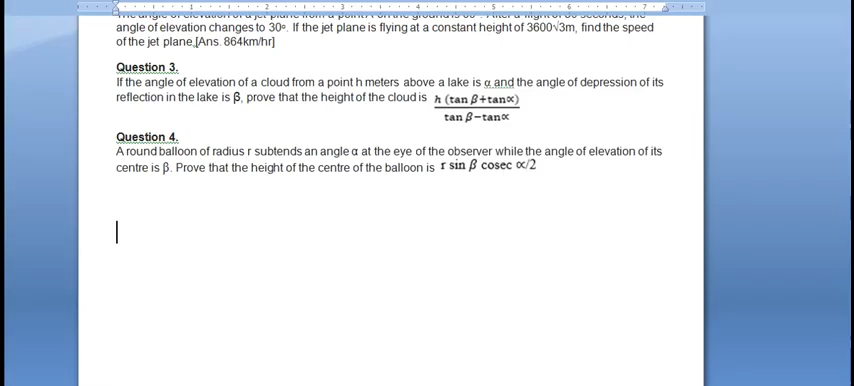 angle of elevation changes to 30º. If the jet plane is flying at a constant height of 3600√3m, find the speed
of the jet plane.[Ans. 864km/hr]
Question 3.
If the angle of elevation of a cloud from a point h meters above a lake is α and the angle of depression of its
reflection in the lake is β, prove that the height of the cloud is h (tan β+tan∝)
tan β−tan∝
Question 4.
A round balloon of radius r subtends an angle α at the eye of the observer while the angle of elevation of its
centre is β. Prove that the height of the centre of the balloon is r sin β cosec ∝/2